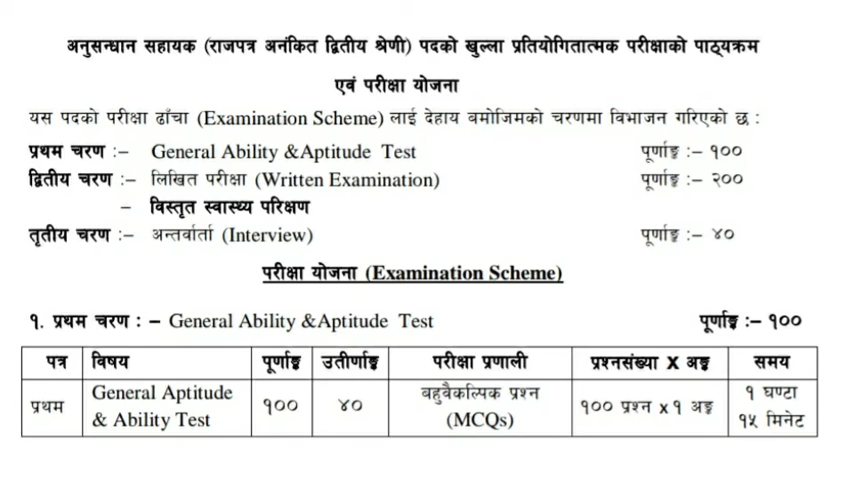 अनुसन्धान सहायक (राजपत्र अनंकित द्वितीय श्रेणी) पदको खुल्ला प्रतियोगितात्मक परीक्षाको पाठ्यक्रम
एवं परीक्षा योजना
यस पदको परीक्षा ढाँचा (Examination Scheme) लाई देहाय बमोजिमको चरणमा विभाजन गरिएको छ :
प्रथम चरण :– General Ability &Aptitude Test पूर्णाङ्क :– १००
द्वितीय चरण :– लिखित परीक्षा (Written Examination) पूर्णाङ्क :– २००
– विस्तृत स्वास्थ्य परिक्षण
तृतीय चरण :– अन्तर्वार्ता (Interview) पूर्णाङ्क :– ४०
परीक्षा योजना (Examination Scheme)
१. प्रथम चरण : – General Ability &Aptitude Test पूर्णाङ्क :– १००
पत्र विषय पूर्णाङ्क उतीर्णाङ्क परीक्षा प्रणाली प्रश्नसंख्या X अङ्क समय
प्रथम General Aptitude & Ability Test १०० ४० बहुवैकल्पिक प्रश्न (MCQs) १०० प्रश्न x १ अङ्क १ घण्टा १५ मिनेट